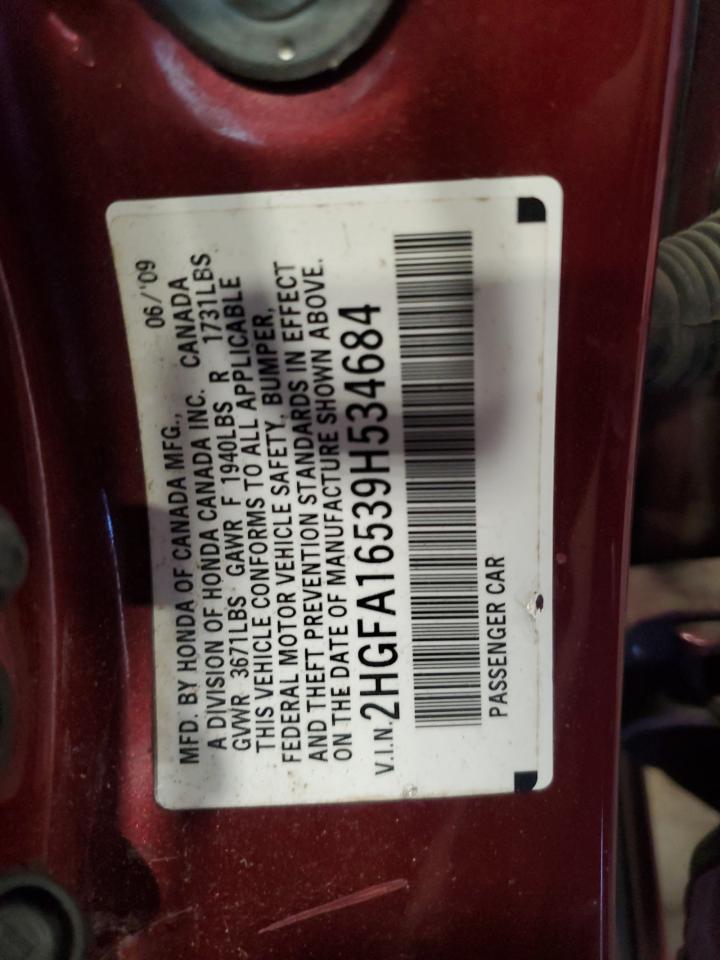 MFD. BY HONDA OF CANADA MFG., CANADA 06/'09
A DIVISION OF HONDA CANADA INC.
GVWR 3671LBS GAWR F 1940LBS R 1731LBS
THIS VEHICLE CONFORMS TO ALL APPLICABLE
FEDERAL MOTOR VEHICLE SAFETY, BUMPER,
AND THEFT PREVENTION STANDARDS IN EFFECT
ON THE DATE OF MANUFACTURE SHOWN ABOVE.
V.I.N. 2HGFA16539H534684
PASSENGER CAR